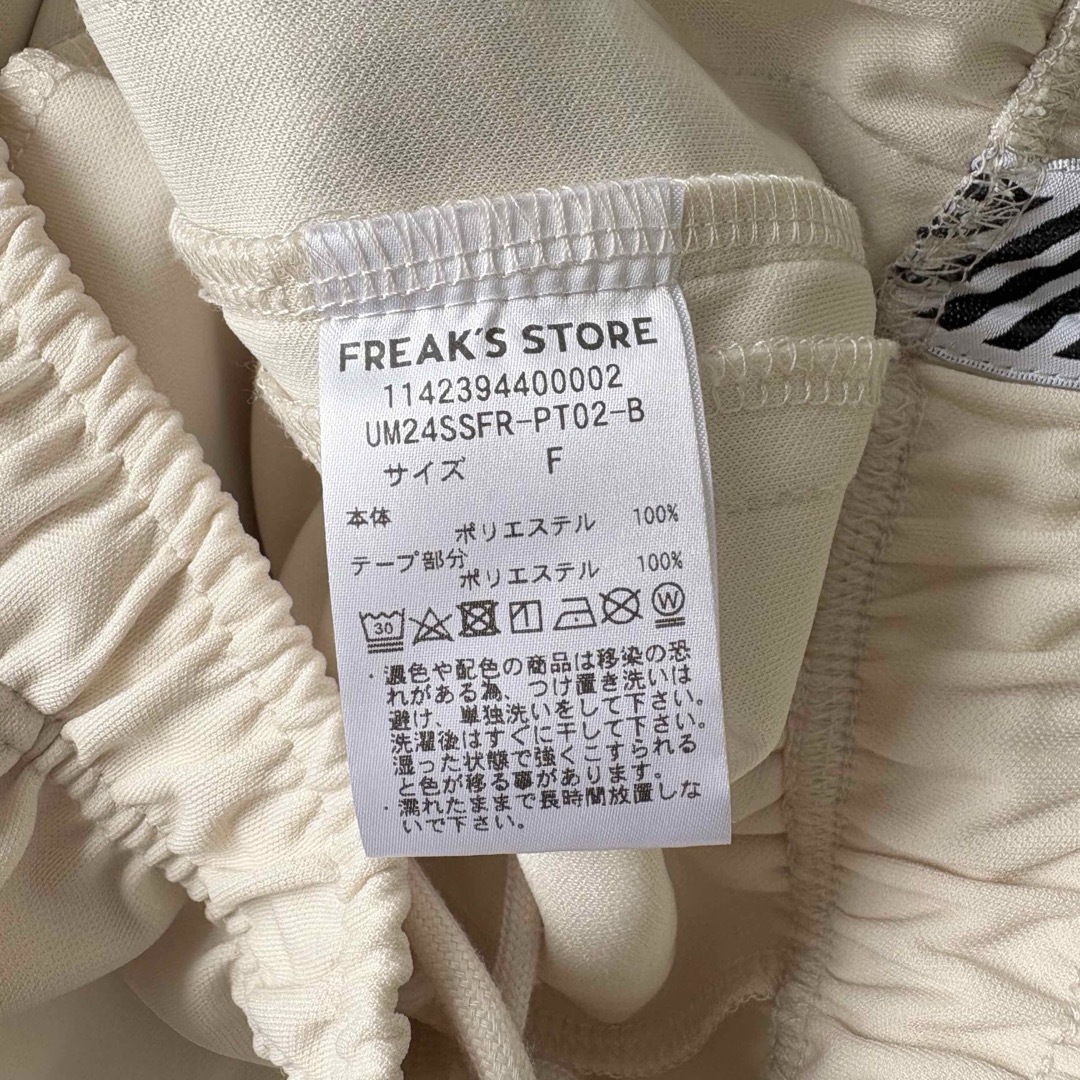 FREAK'S STORE
1142394400002
UM24SSFR-PT02-B
サイズ F
本体 ポリエステル 100%
テープ部分 ポリエステル 100%
30 W
・濃色や配色の商品は移染の恐
れがある為、つけ置き洗いは
避け、単独洗いをして下さい。
洗濯後はすぐに干して下さい。
湿った状態で強くこすられる
と色が移る事があります。
・濡れたままで長時間放置しな
いで下さい。